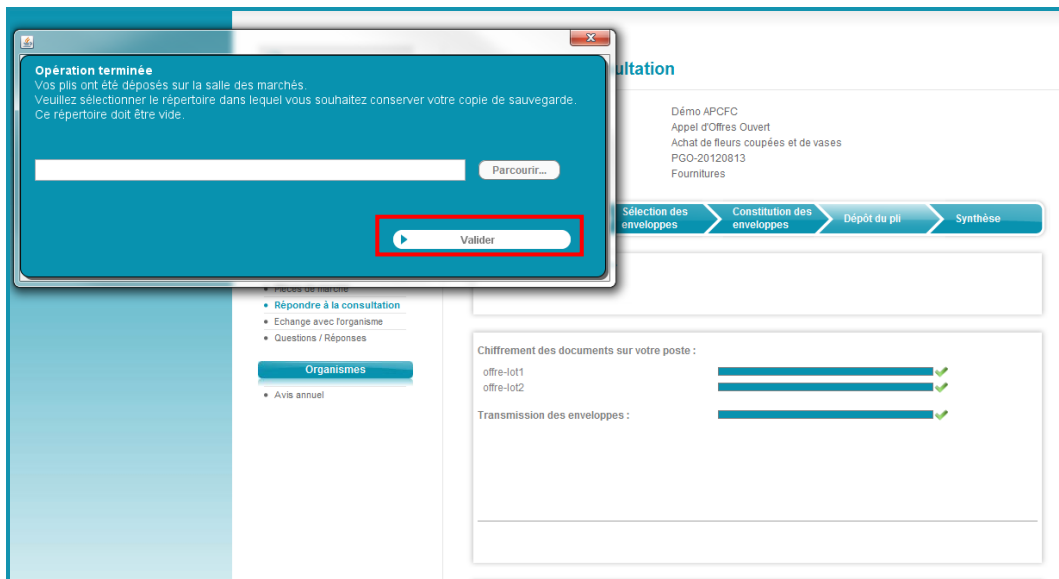 Opération terminée
Vos plis ont été déposés sur la salle des marchés.
Veuillez sélectionner le répertoire dans lequel vous souhaitez conserver votre copie de sauvegarde.
Ce répertoire doit être vide.
Parcourir...
Valider
ultation
Démo APCFC
Appel d'Offres Ouvert
Achat de fleurs coupées et de vases
PGO-20120813
Fournitures
Sélection des
enveloppes
Constitution des
enveloppes
Dépôt du pli
Synthèse
• Pièces de marché
• Répondre à la consultation
• Echange avec l'organisme
• Questions / Réponses
Organismes
• Avis annuel
Chiffrement des documents sur votre poste :
offre-lot1
offre-lot2
Transmission des enveloppes :